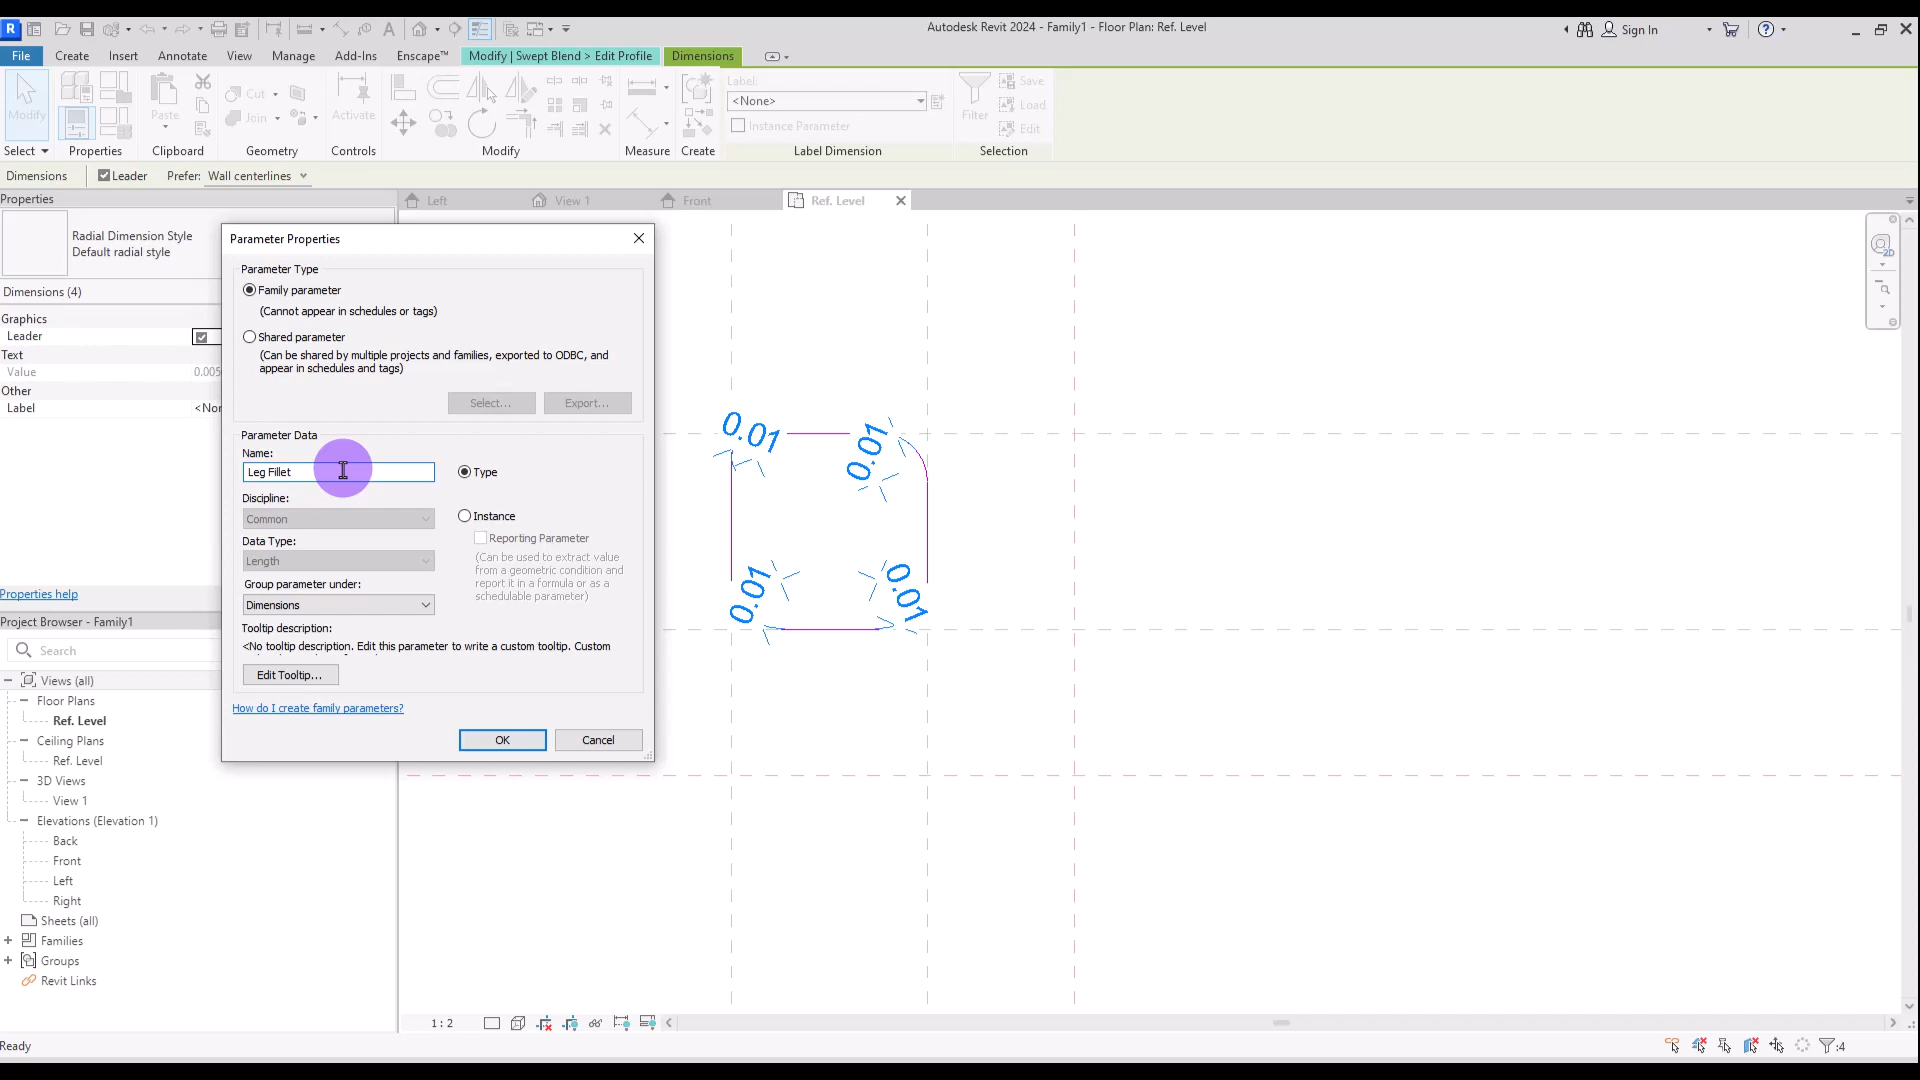 Autodesk Revit 2024 - Family1 - Floor Plan: Ref. Level
Sign In
File Create Insert Annotate View Manage Add-Ins Enscape™ Modify | Swept Blend > Edit Profile Dimensions
Modify
Paste
Cut
Join
Activate
Label:
<None>
Instance Parameter
Filter
Save
Load
Edit
Select Properties Clipboard Geometry Controls Modify Measure Create Label Dimension Selection
Dimensions Leader Prefer: Wall centerlines
Properties
Left View 1 Front Ref. Level
Radial Dimension Style
Default radial style
Dimensions (4)
Graphics
Leader
Text
Value 0.005
Other
Label
Properties help
Project Browser - Family1
Search
Views (all)
Floor Plans
Ref. Level
Ceiling Plans
Ref. Level
3D Views
View 1
Elevations (Elevation 1)
Back
Front
Left
Right
Sheets (all)
Families
Groups
Revit Links
Parameter Properties
Parameter Type
Family parameter
(Cannot appear in schedules or tags)
Shared parameter
(Can be shared by multiple projects and families, exported to ODBC, and
appear in schedules and tags)
Select... Export...
Parameter Data
Name:
Leg Fillet
Type
Discipline:
Common
Instance
Reporting Parameter
(Can be used to extract value
from a geometric condition and
report it in a formula or as a
schedulable parameter)
Data Type:
Length
Group parameter under:
Dimensions
Tooltip description:
<No tooltip description. Edit this parameter to write a custom tooltip. Custom
Edit Tooltip...
How do I create family parameters?
OK Cancel
0.01
0.01
0.01
0.01
2D
1 : 2
Ready
:4